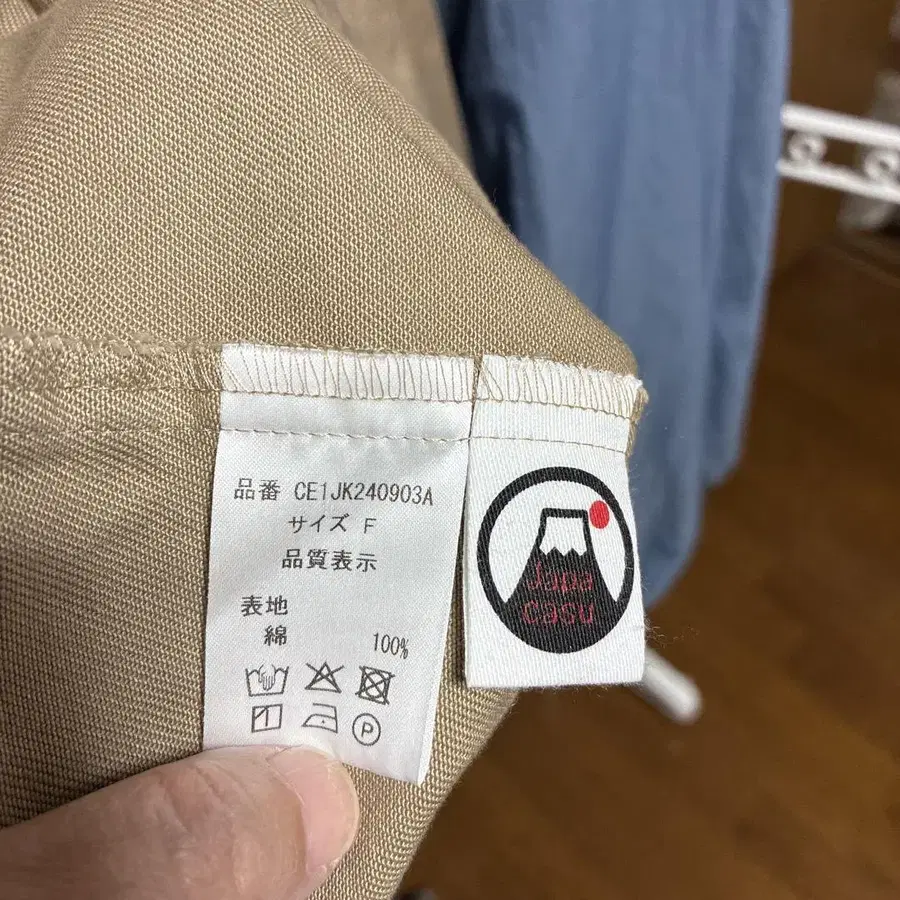 品番 CE1JK240903A
サイズ F
品質表示
表地
綿 100%
P
Japa
casu